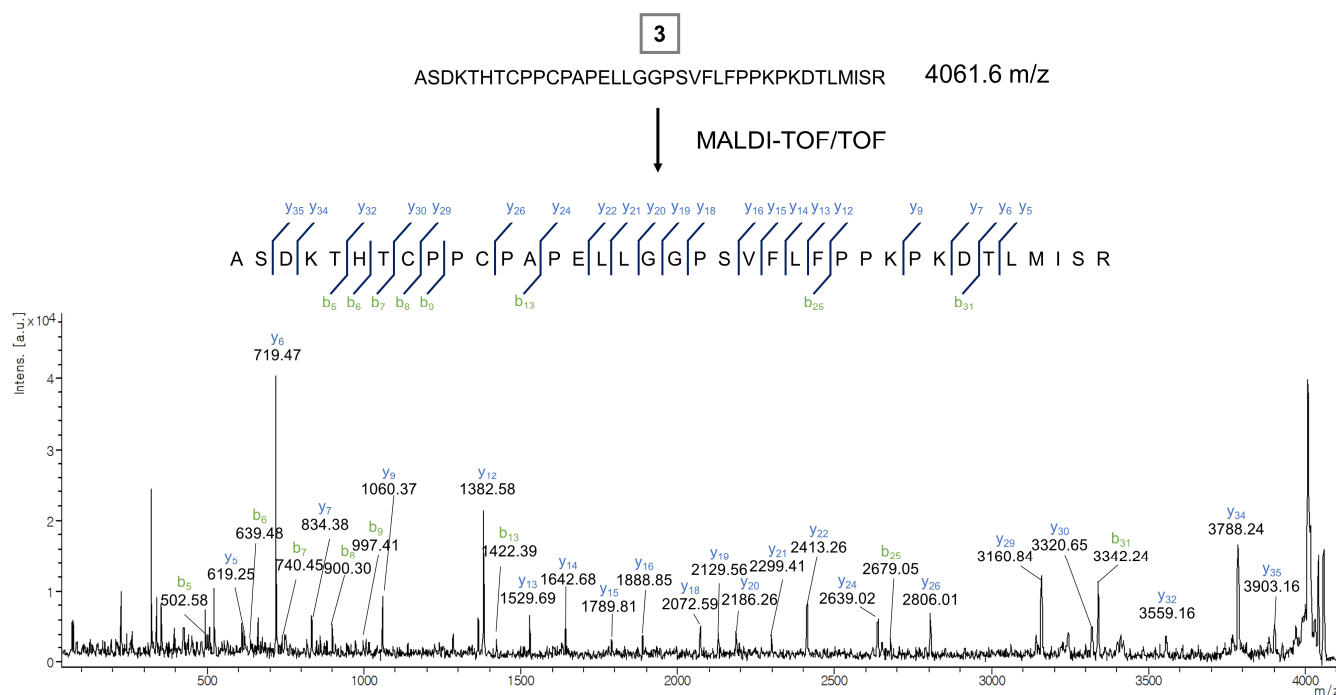 3
ASDKTHTCPPCPAPELLGGPSVFLFPPKPKDTLMISR 4061.6 m/z
MALDI-TOF/TOF
y35 y34 y32 y30 y29 y26 y24 y22 y21 y20 y19 y18 y16 y15 y14 y13 y12 y9 y7 y6 y5
A S D K T H T C P P C P A P E L L G G P S V F L F P P K P K D T L M I S R
b5 b6 b7 b8 b9 b13 b25 b31
Intens. [a.u.]
x10^4
4
3
2
1
0
b5
502.58
y5
619.25
b6
639.48
y6
719.47
b7
740.45
y7
834.38
b8
900.30
b9
997.41
y9
1060.37
y12
1382.58
b13
1422.39
y13
1529.69
y14
1642.68
y15
1789.81
y16
1888.85
y18
2072.59
y19
2129.56
y20
2186.26
y21
2299.41
y22
2413.26
y24
2639.02
b25
2679.05
y26
2806.01
y29
3160.84
y30
3320.65
b31
3342.24
y32
3559.16
y34
3788.24
y35
3903.16
500 1000 1500 2000 2500 3000 3500 4000
m/z